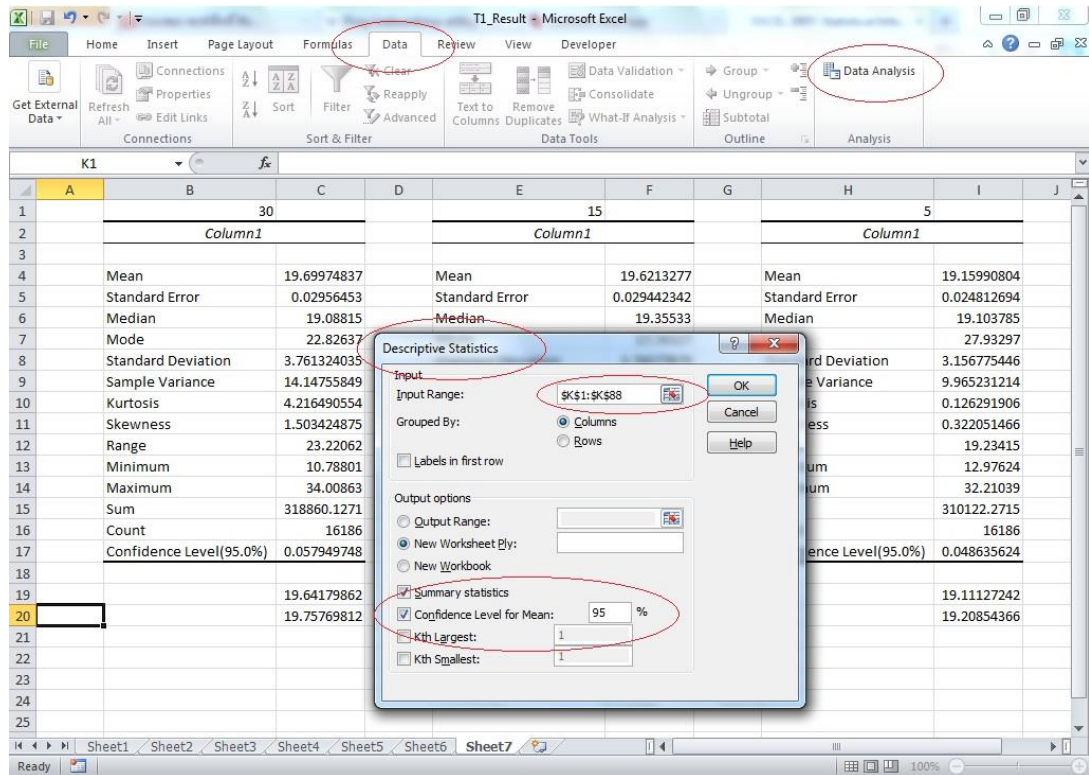 T1_Result - Microsoft Excel
File Home Insert Page Layout Formulas Data Review View Developer
Get External Data
Refresh All
Connections
Properties
Edit Links
Connections
Sort
Filter
Clear
Reapply
Advanced
Sort & Filter
Text to Columns
Remove Duplicates
Data Validation
Consolidate
What-If Analysis
Data Tools
Group
Ungroup
Subtotal
Outline
Data Analysis
Analysis
K1 fx
A B C D E F G H I J
1 30 15 5
2 Column1 Column1 Column1
3
4 Mean 19.69974837 Mean 19.6213277 Mean 19.15990804
5 Standard Error 0.02956453 Standard Error 0.029442342 Standard Error 0.024812694
6 Median 19.08815 Median 19.35533 Median 19.103785
7 Mode 22.82637 27.93297
8 Standard Deviation 3.761324035 rd Deviation 3.156775446
9 Sample Variance 14.14755849 e Variance 9.965231214
10 Kurtosis 4.216490554 is 0.126291906
11 Skewness 1.503424875 ess 0.322051466
12 Range 23.22062 19.23415
13 Minimum 10.78801 um 12.97624
14 Maximum 34.00863 um 32.21039
15 Sum 318860.1271 310122.2715
16 Count 16186 16186
17 Confidence Level(95.0%) 0.057949748 ence Level(95.0%) 0.048635624
18
19 19.64179862 19.11127242
20 19.75769812 19.20854366
21
22
23
24
25
Descriptive Statistics
Input
Input Range: $K$1:$K$88
Grouped By: Columns
Rows
Labels in first row
OK
Cancel
Help
Output options
Output Range:
New Worksheet Ply:
New Workbook
Summary statistics
Confidence Level for Mean: 95 %
Kth Largest: 1
Kth Smallest: 1
Sheet1 Sheet2 Sheet3 Sheet4 Sheet5 Sheet6 Sheet7
Ready 100%